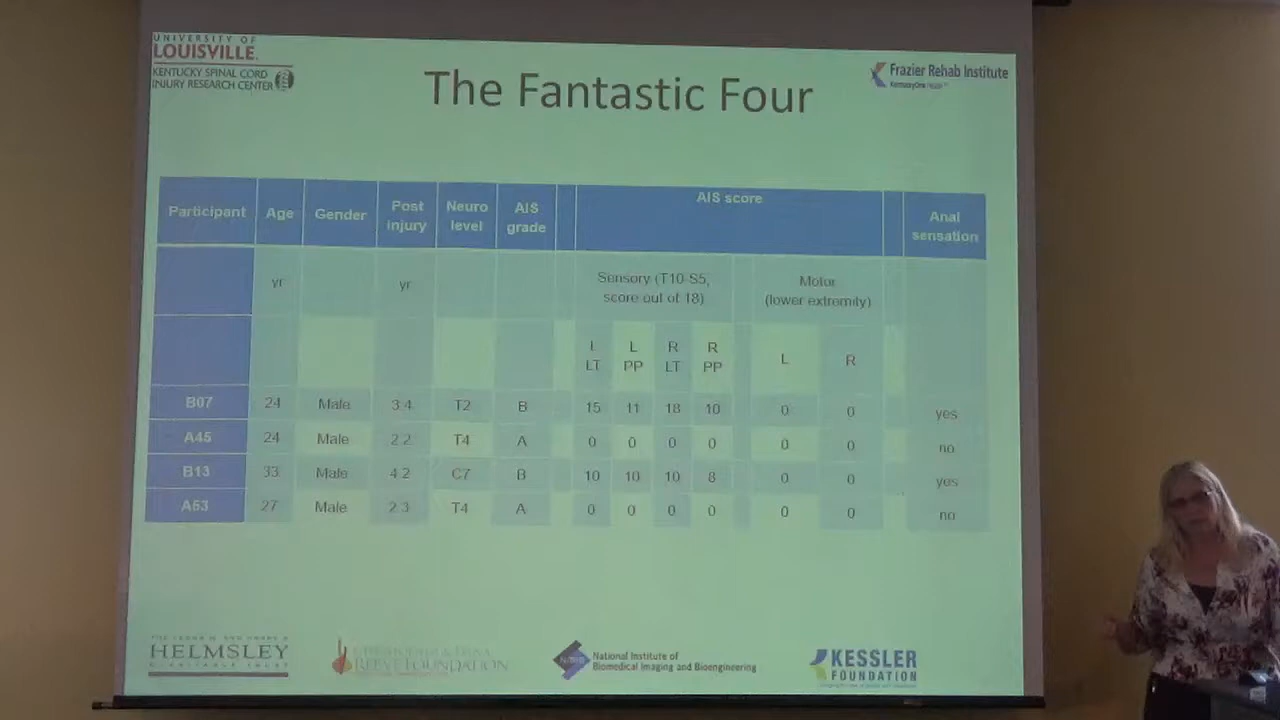 UNIVERSITY OF
LOUISVILLE.
KENTUCKY SPINAL CORD
INJURY RESEARCH CENTER
The Fantastic Four
Frazier Rehab Institute
KentuckyOne Health
Participant Age Gender Post injury Neuro level AIS grade AIS score Anal sensation
yr yr Sensory (T10-S5, score out of 18) Motor (lower extremity)
L LT L PP R LT R PP L R
B07 24 Male 3.4 T2 B 15 11 18 10 0 0 yes
A45 24 Male 2.2 T4 A 0 0 0 0 0 0 no
B13 33 Male 4.2 C7 B 10 10 10 8 0 0 yes
A53 27 Male 2.3 T4 A 0 0 0 0 0 0 no
HELMSLEY
REEVE FOUNDATION
National Institute of
Biomedical Imaging and Bioengineering
KESSLER
FOUNDATION